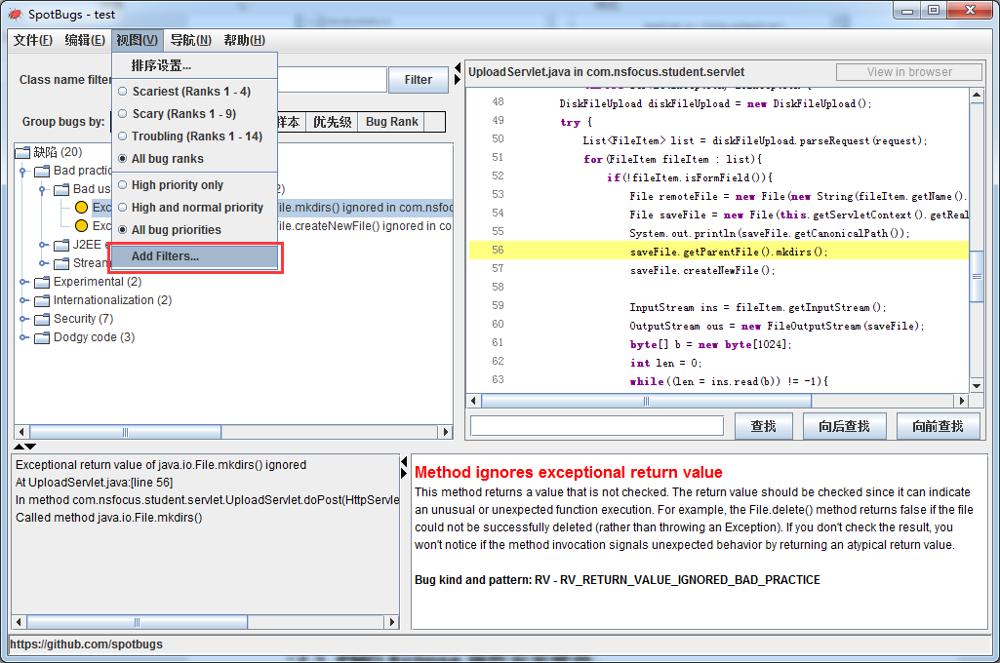 SpotBugs - test
文件(F) 编辑(E) 视图(V) 导航(N) 帮助(H)
排序设置...
Scariest (Ranks 1 - 4)
Scary (Ranks 1 - 9)
Troubling (Ranks 1 - 14)
All bug ranks
High priority only
High and normal priority
All bug priorities
Add Filters...
Class name filter
Filter
Group bugs by:
样本 优先级 Bug Rank
缺陷 (20)
Bad practic
Bad us 2)
Exc File.mkdirs() ignored in com.nsfoc
Exc File.createNewFile() ignored in co
J2EE e
Stream
Experimental (2)
Internationalization (2)
Security (7)
Dodgy code (3)
UploadServlet.java in com.nsfocus.student.servlet
View in browser
48 DiskFileUpload diskFileUpload = new DiskFileUpload();
49 try {
50 List<FileItem> list = diskFileUpload.parseRequest(request);
51 for(FileItem fileItem : list){
52 if(!fileItem.isFormField()){
53 File remoteFile = new File(new String(fileItem.getName().
54 File saveFile = new File(this.getServletContext().getReal
55 System.out.println(saveFile.getCanonicalPath());
56 saveFile.getParentFile().mkdirs();
57 saveFile.createNewFile();
58
59 InputStream ins = fileItem.getInputStream();
60 OutputStream ous = new FileOutputStream(saveFile);
61 byte[] b = new byte[1024];
62 int len = 0;
63 while((len = ins.read(b)) != -1){
查找 向后查找 向前查找
Exceptional return value of java.io.File.mkdirs() ignored
At UploadServlet.java:[line 56]
In method com.nsfocus.student.servlet.UploadServlet.doPost(HttpServle
Called method java.io.File.mkdirs()
Method ignores exceptional return value
This method returns a value that is not checked. The return value should be checked since it can indicate
an unusual or unexpected function execution. For example, the File.delete() method returns false if the file
could not be successfully deleted (rather than throwing an Exception). If you don't check the result, you
won't notice if the method invocation signals unexpected behavior by returning an atypical return value.
Bug kind and pattern: RV - RV_RETURN_VALUE_IGNORED_BAD_PRACTICE
https://github.com/spotbugs